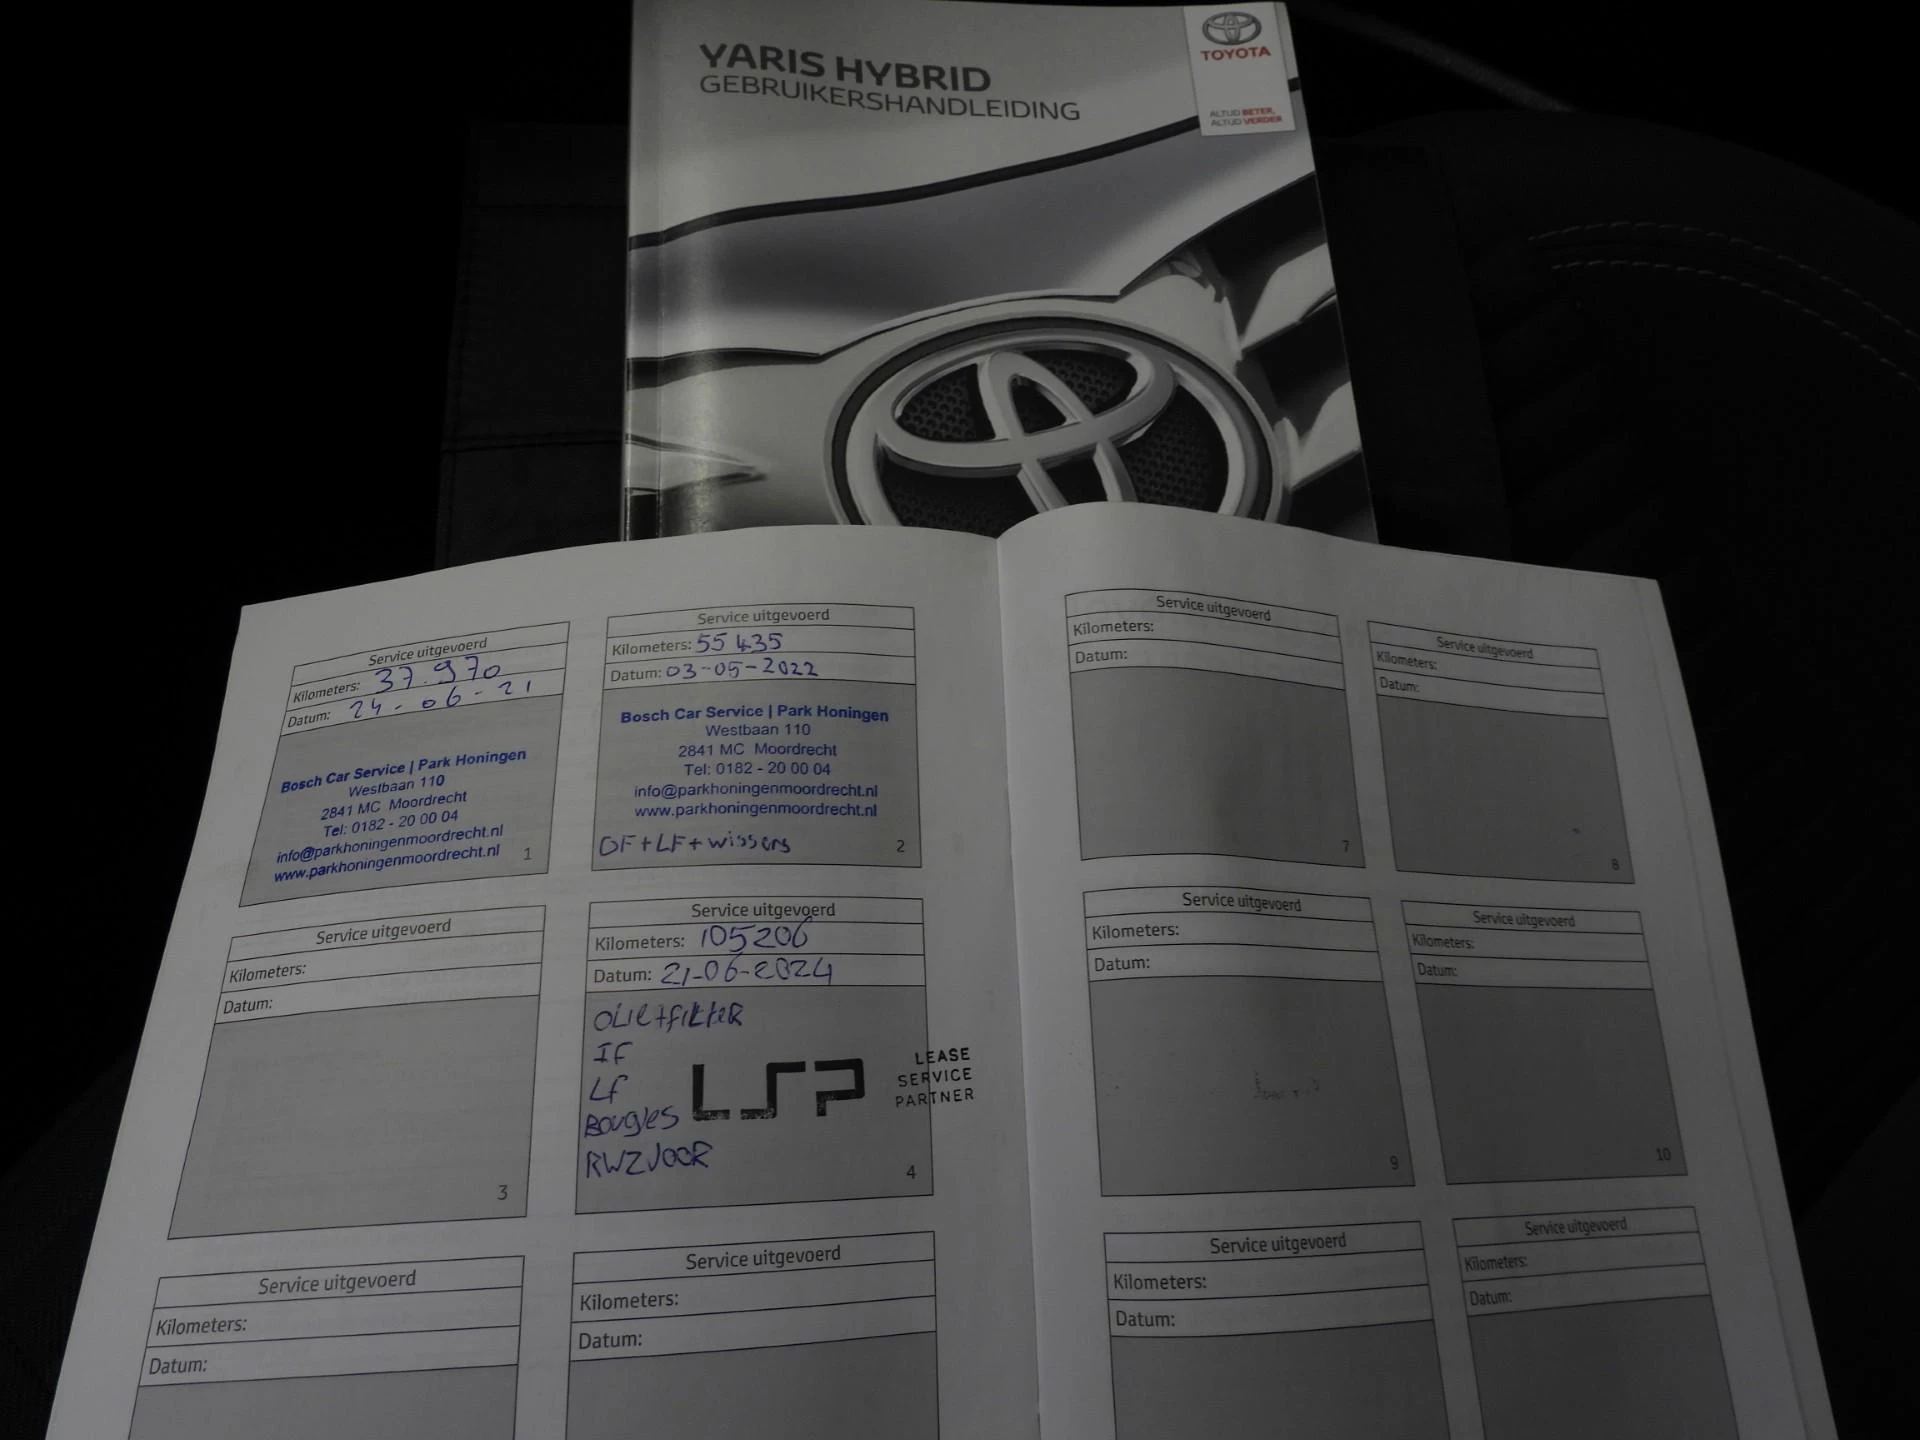 YARIS HYBRID
GEBRUIKERSHANDLEIDING
TOYOTA
ALTIJD BETER,
ALTIJD VERDER
Service uitgevoerd
Kilometers: 37.970
Datum: 24-06-21
Bosch Car Service | Park Honingen
Westbaan 110
2841 MC Moordrecht
Tel: 0182 - 20 00 04
info@parkhoningenmoordrecht.nl
www.parkhoningenmoordrecht.nl
1
Service uitgevoerd
Kilometers: 55 435
Datum: 03-05-2022
Bosch Car Service | Park Honingen
Westbaan 110
2841 MC Moordrecht
Tel: 0182 - 20 00 04
info@parkhoningenmoordrecht.nl
www.parkhoningenmoordrecht.nl
OF+LF+wissers
2
Service uitgevoerd
Kilometers:
Datum:
3
Service uitgevoerd
Kilometers: 105206
Datum: 21-06-2024
OLIE+filter
IF
LF
Bougies
RWZVOOR
LSP
LEASE
SERVICE
PARTNER
4
Service uitgevoerd
Kilometers:
Datum:
Service uitgevoerd
Kilometers:
Datum:
Service uitgevoerd
Kilometers:
Datum:
7
Service uitgevoerd
Kilometers:
Datum:
8
Service uitgevoerd
Kilometers:
Datum:
9
Service uitgevoerd
Kilometers:
Datum:
10
Service uitgevoerd
Kilometers:
Datum:
Service uitgevoerd
Kilometers:
Datum: